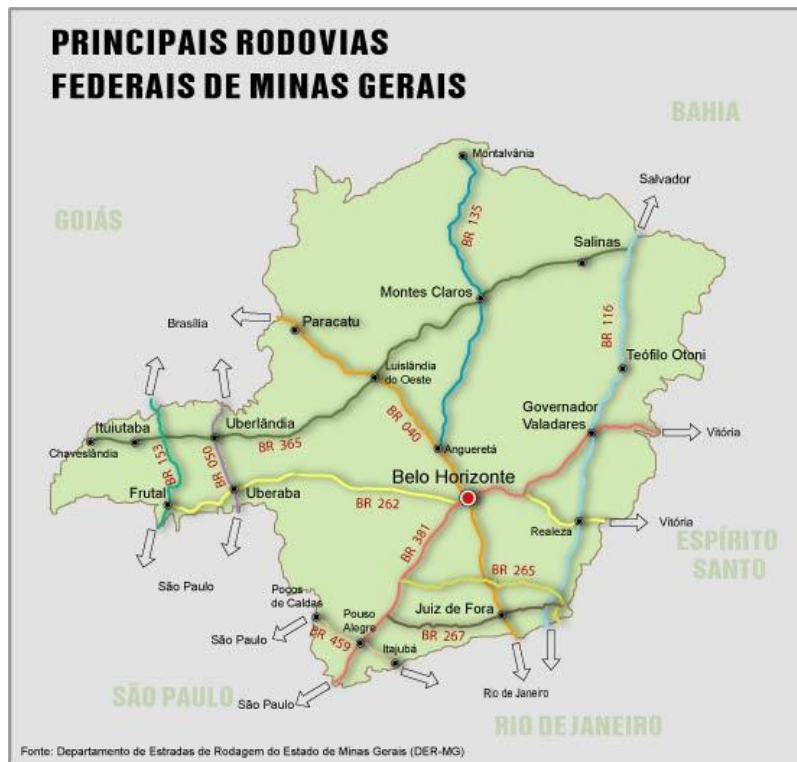 PRINCIPAIS RODOVIAS
FEDERAIS DE MINAS GERAIS
BAHIA
Montalvânia
Salvador
GOIÁS
BR 135
Salinas
Montes Claros
BR 116
Brasília
Paracatu
Teófilo Otoni
Luislândia
do Oeste
BR 040
Governador
Valadares
Ituiutaba
Uberlândia
Chaveslândia
BR 153
BR 050
BR 365
Angueretá
Vitória
Belo Horizonte
Frutal
Uberaba
BR 262
Realeza
Vitória
BR 381
ESPÍRITO
SANTO
BR 265
São Paulo
Poços
de Caldas
Pouso
Alegre
Juiz de Fora
BR 459
BR 267
São Paulo
Itajubá
SÃO PAULO
São Paulo
Rio de Janeiro
RIO DE JANEIRO
Fonte: Departamento de Estradas de Rodagem do Estado de Minas Gerais (DER-MG)